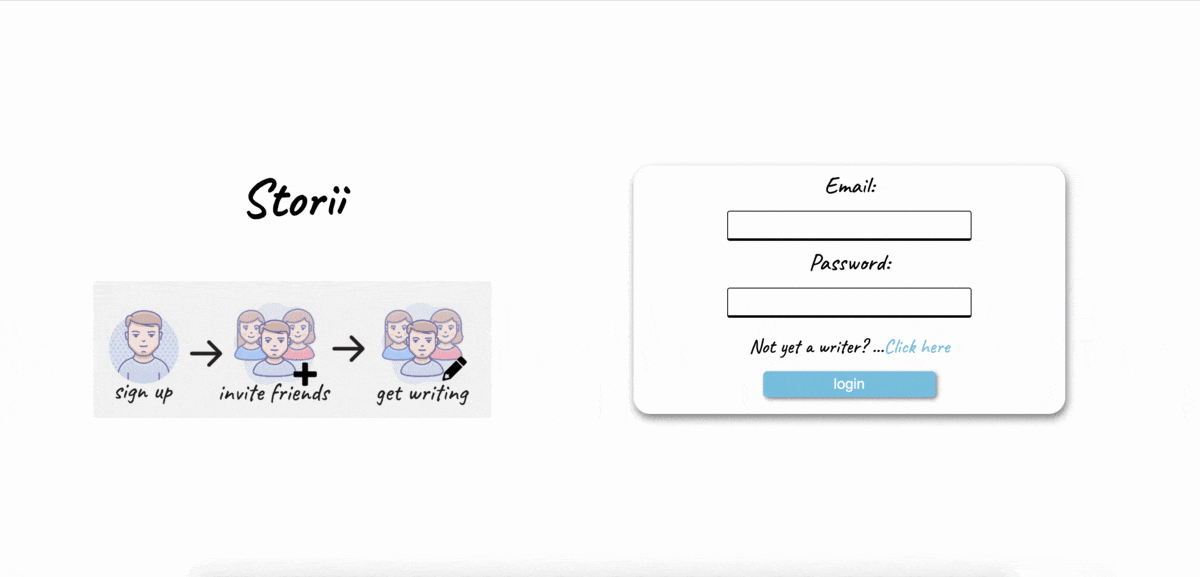 Storii
sign up
invite friends
get writing
Email:
Password:
Not yet a writer? ...Click here
login